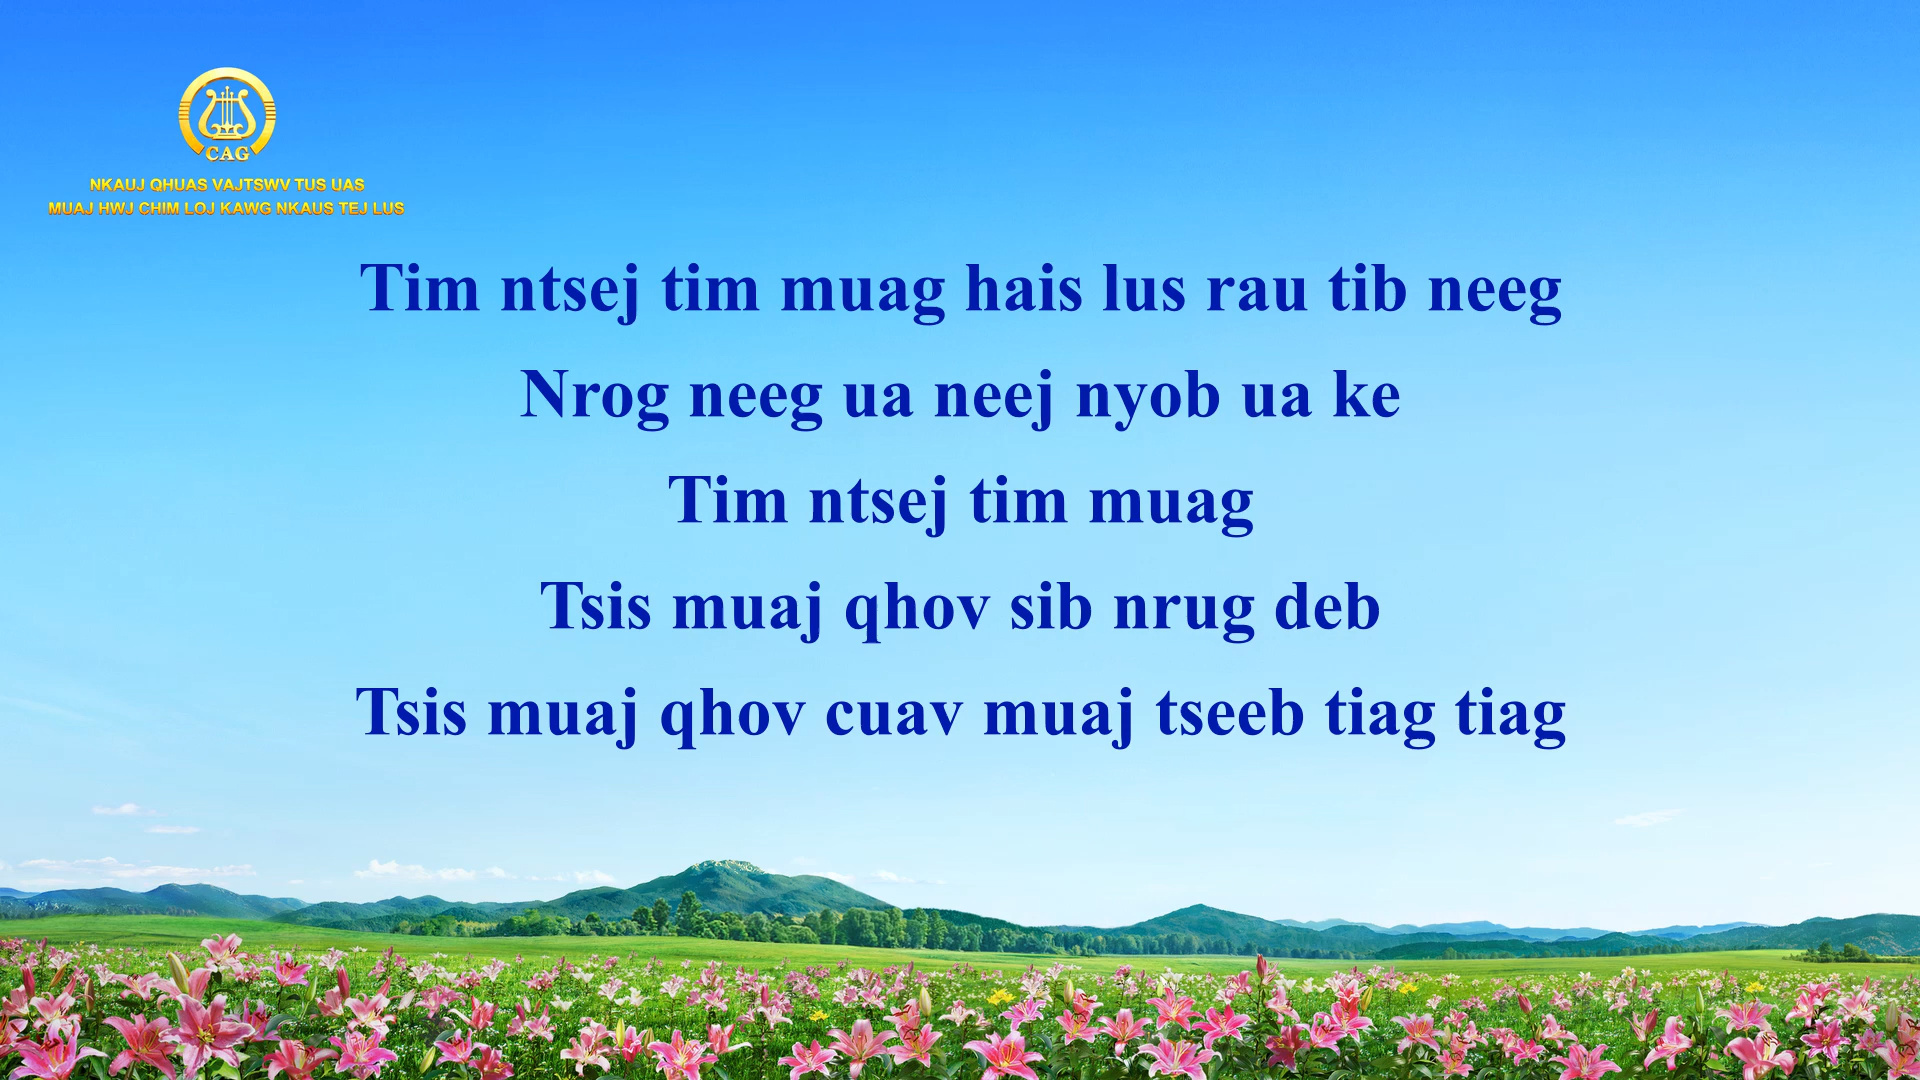 CAG
NKAUJ QHUAS VAJTSWV TUS UAS
MUAJ HWJ CHIM LOJ KAWG NKAUS TEJ LUS
Tim ntsej tim muag hais lus rau tib neeg
Nrog neeg ua neej nyob ua ke
Tim ntsej tim muag
Tsis muaj qhov sib nrug deb
Tsis muaj qhov cuav muaj tseeb tiag tiag